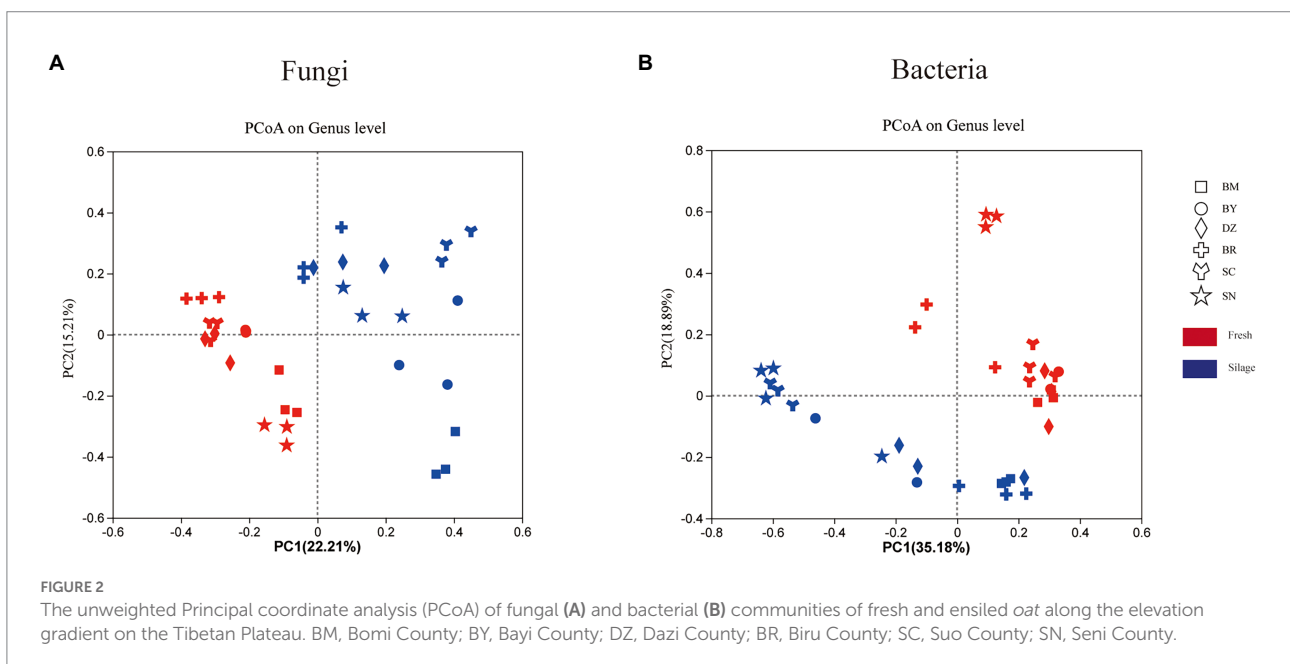 A
Fungi
PCoA on Genus level
0.6
0.4
0.2
0
-0.2
-0.4
-0.6
PC2(15.21%)
-0.6
-0.4
-0.2
0
0.2
0.4
0.6
PC1(22.21%)
B
Bacteria
PCoA on Genus level
0.8
0.6
0.4
0.2
0
-0.2
-0.4
PC2(18.89%)
-0.8
-0.6
-0.4
-0.2
0
0.2
0.4
0.6
PC1(35.18%)
BM
BY
DZ
BR
SC
SN
Fresh
Silage
FIGURE 2
The unweighted Principal coordinate analysis (PCoA) of fungal (A) and bacterial (B) communities of fresh and ensiled oat along the elevation
gradient on the Tibetan Plateau. BM, Bomi County; BY, Bayi County; DZ, Dazi County; BR, Biru County; SC, Suo County; SN, Seni County.